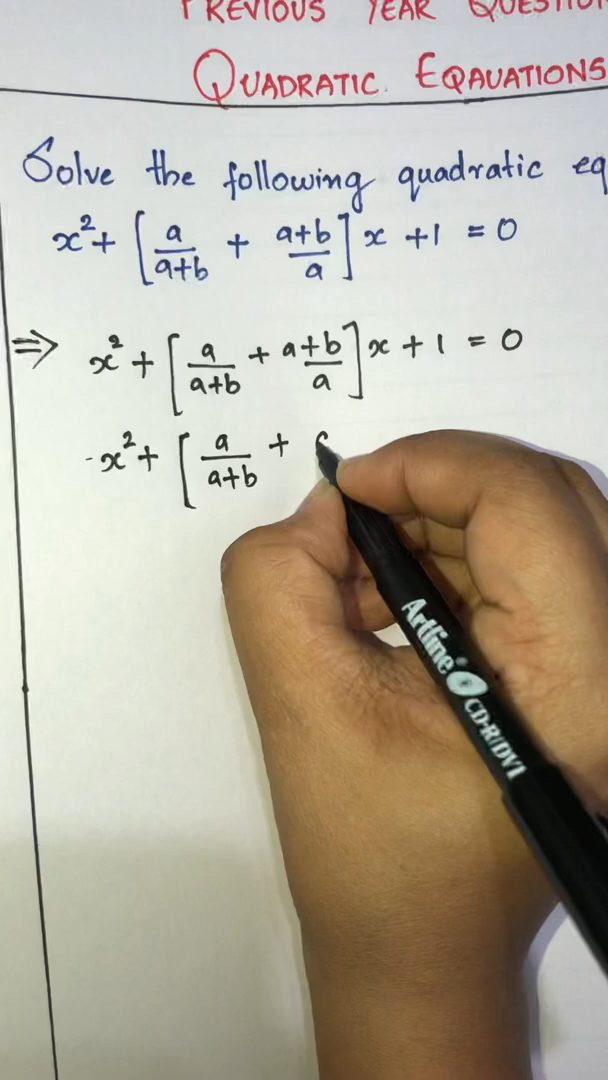 PREVIOUS YEAR QUESTION
QUADRATIC EQAUATIONS
Solve the following quadratic eq
x² + [a/(a+b) + (a+b)/a] x + 1 = 0
⇒ x² + [a/(a+b) + (a+b)/a] x + 1 = 0
x² + [a/(a+b) +
Artline CD-R/DVD